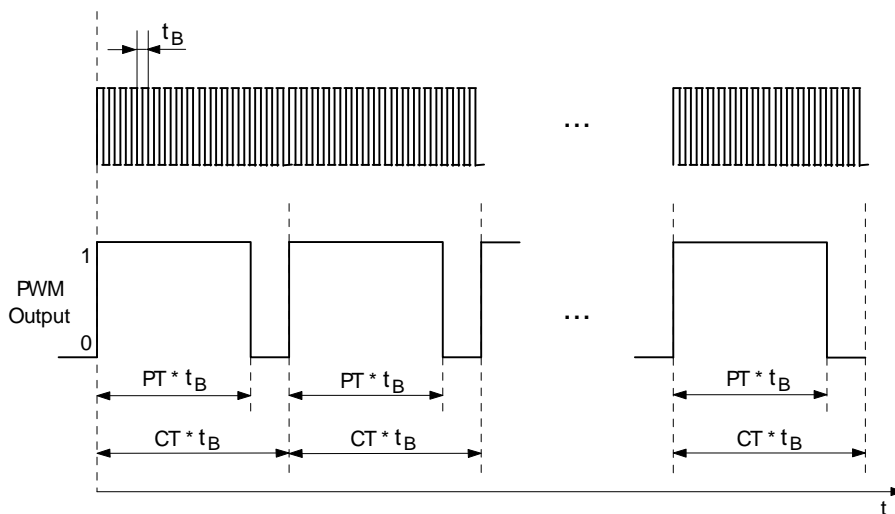 t_B
...
1
PWM
Output
0
...
PT * t_B
PT * t_B
PT * t_B
CT * t_B
CT * t_B
CT * t_B
t